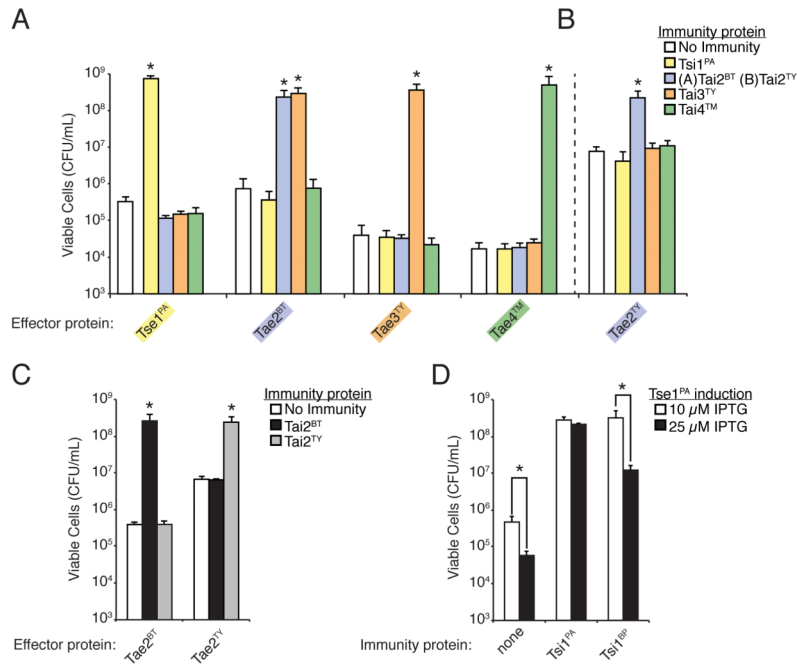 A
B
Immunity protein
No Immunity
Tsi1ᴾᴬ
(A)Tai2ᴮᵀ (B)Tai2ᵀʸ
Tai3ᵀʸ
Tai4ᵀᴹ
Viable Cells (CFU/mL)
10⁹
10⁸
10⁷
10⁶
10⁵
10⁴
10³
* * * * * *
Effector protein:
Tse1ᴾᴬ
Tae2ᴮᵀ
Tae3ᵀʸ
Tae4ᵀᴹ
Tae2ᵀʸ
C
Immunity protein
No Immunity
Tai2ᴮᵀ
Tai2ᵀʸ
Viable Cells (CFU/mL)
10⁹
10⁸
10⁷
10⁶
10⁵
10⁴
10³
* *
Effector protein:
Tae2ᴮᵀ
Tae2ᵀʸ
D
Tse1ᴾᴬ induction
10 µM IPTG
25 µM IPTG
Viable Cells (CFU/mL)
10⁹
10⁸
10⁷
10⁶
10⁵
10⁴
10³
* *
Immunity protein:
none
Tsi1ᴾᴬ
Tsi1ᴮᴾ